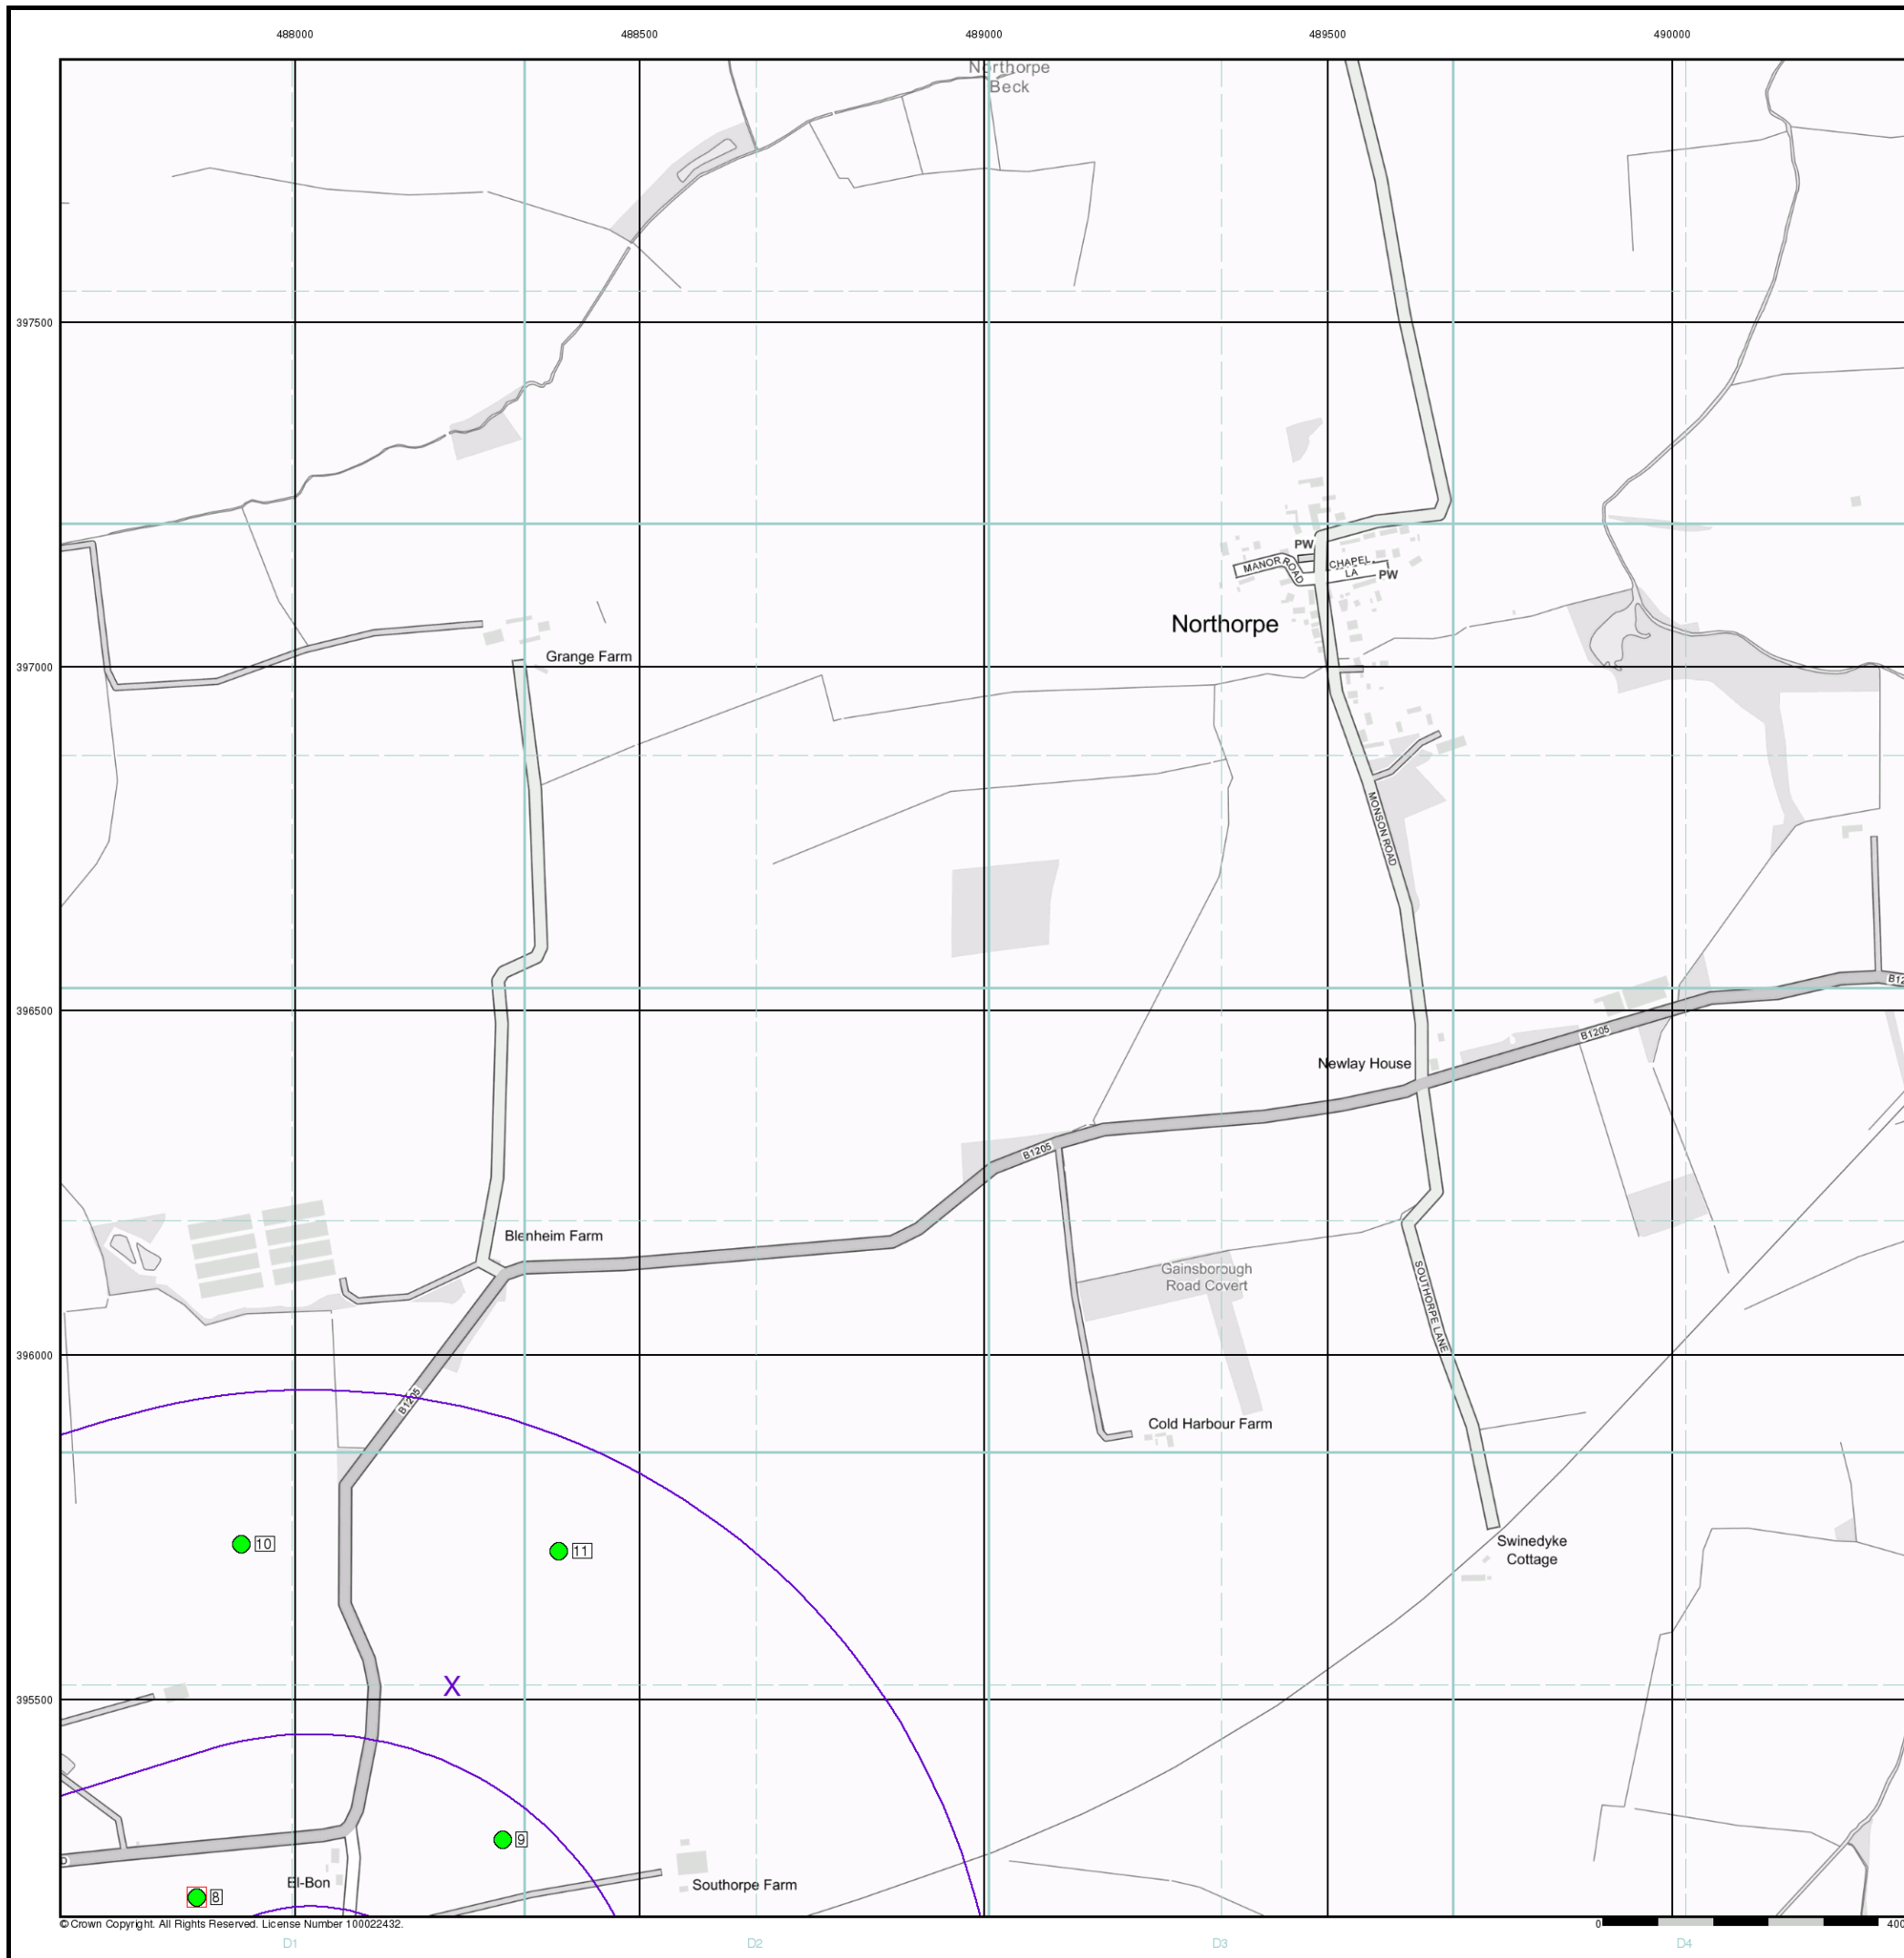 488000 488500 489000 489500 490000
Northorpe
Beck
397500
PW
MANOR ROAD
CHAPEL
LA
PW
Northorpe
Grange Farm
397000
MONSON ROAD
B12
396500
B1205
Newlay House
B1205
Blenheim Farm
Gainsborough
Road Covert
SOUTHORPE LANE
396000
B1205
Cold Harbour Farm
10
11
Swinedyke
Cottage
X
395500
9
El-Bon
Southorpe Farm
8
© Crown Copyright. All Rights Reserved. License Number 100022432.
0 400
D1 D2 D3 D4